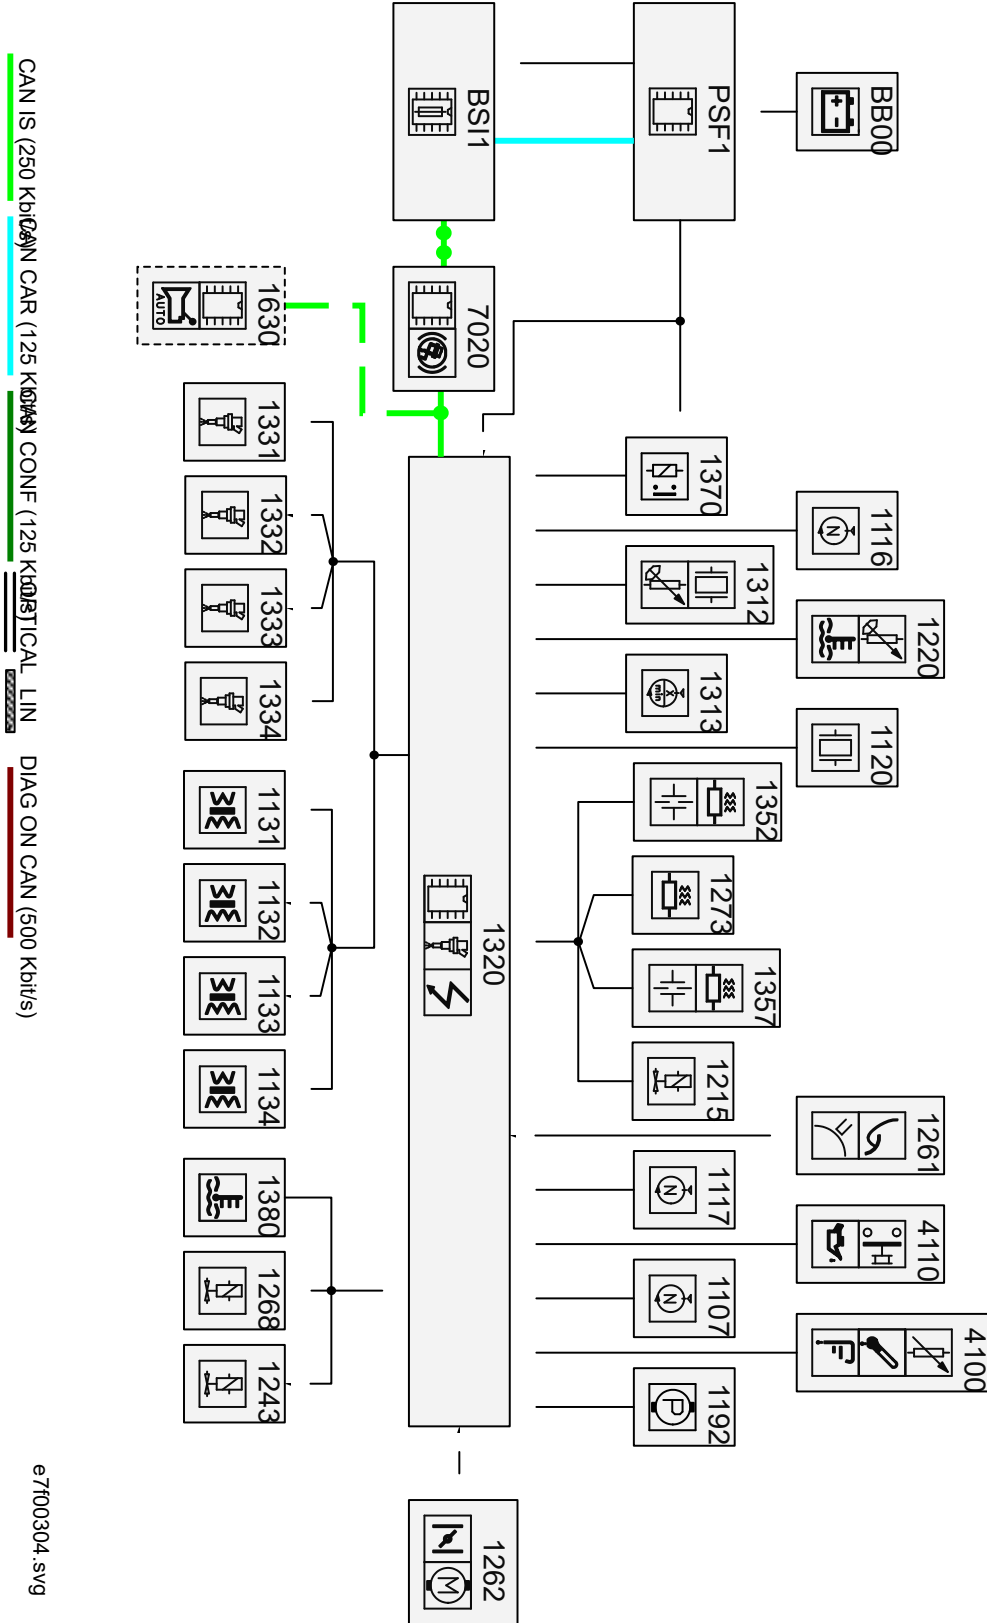 BB00
PSF1
BSI1
7020
1630
AUTO
1370
1116
N
1312
1220
1313
x
min
1120
1352
1273
1357
1215
1261
1117
N
4110
1107
N
4100
1192
P
1320
1262
M
1331
1332
1333
1334
1131
1132
1133
1134
1380
1268
1243
CAN IS (250 Kbit/s)
CAN CAR (125 Kbit/s)
CAN CONF (125 Kbit/s)
OPTICAL
LIN
DIAG ON CAN (500 Kbit/s)
e7f00304.svg